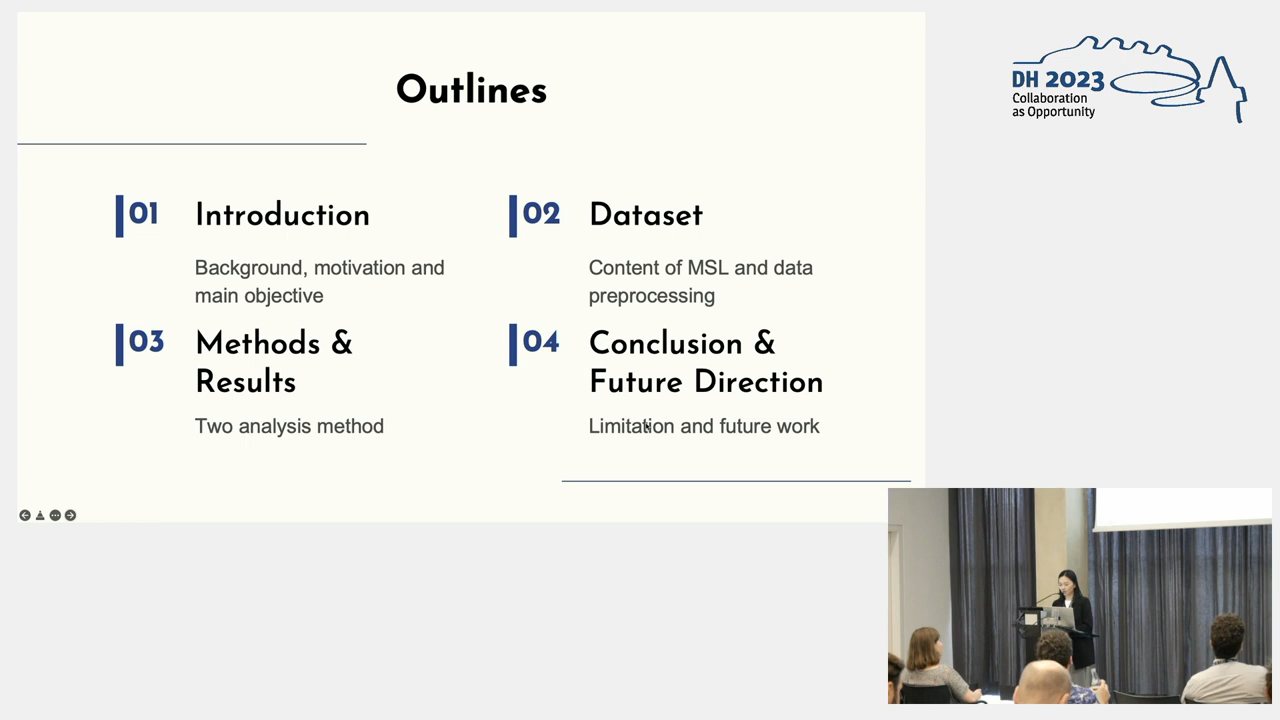 Outlines
01 Introduction
Background, motivation and
main objective
02 Dataset
Content of MSL and data
preprocessing
03 Methods &
Results
Two analysis method
04 Conclusion &
Future Direction
Limitation and future work
DH 2023
Collaboration
as Opportunity